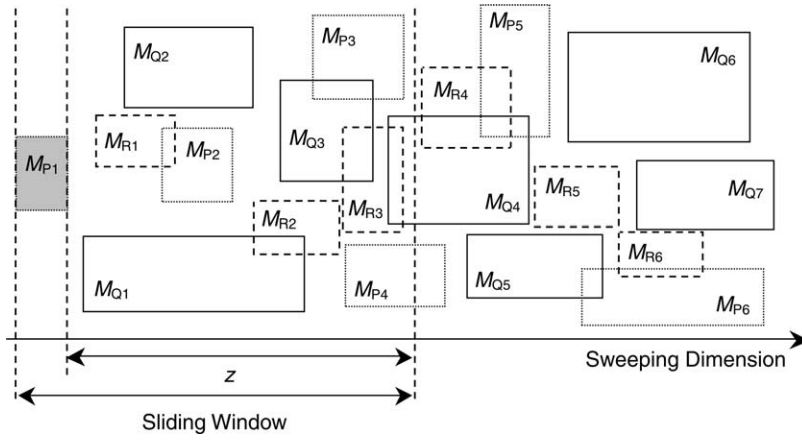 M_P5
M_P3
M_Q2
M_Q6
M_R4
M_R1
M_Q3
M_P2
M_P1
M_R5
M_Q7
M_R3
M_Q4
M_R2
M_R6
M_Q1
M_P4
M_Q5
M_P6
Sweeping Dimension
z
Sliding Window